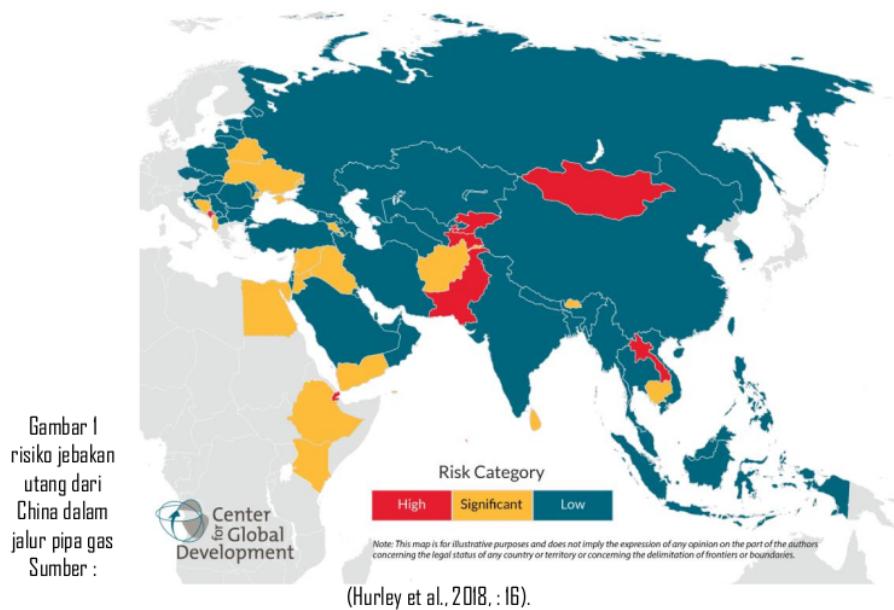 Gambar 1
risiko jebakan
utang dari
China dalam
jalur pipa gas
Sumber :
Center
for Global
Development
Risk Category
High
Significant
Low
Note: This map is for illustrative purposes and does not imply the expression of any opinion on the part of the authors
concerning the legal status of any country or territory or concerning the delimitation of frontiers or boundaries.
(Hurley et al., 2018, : 16).